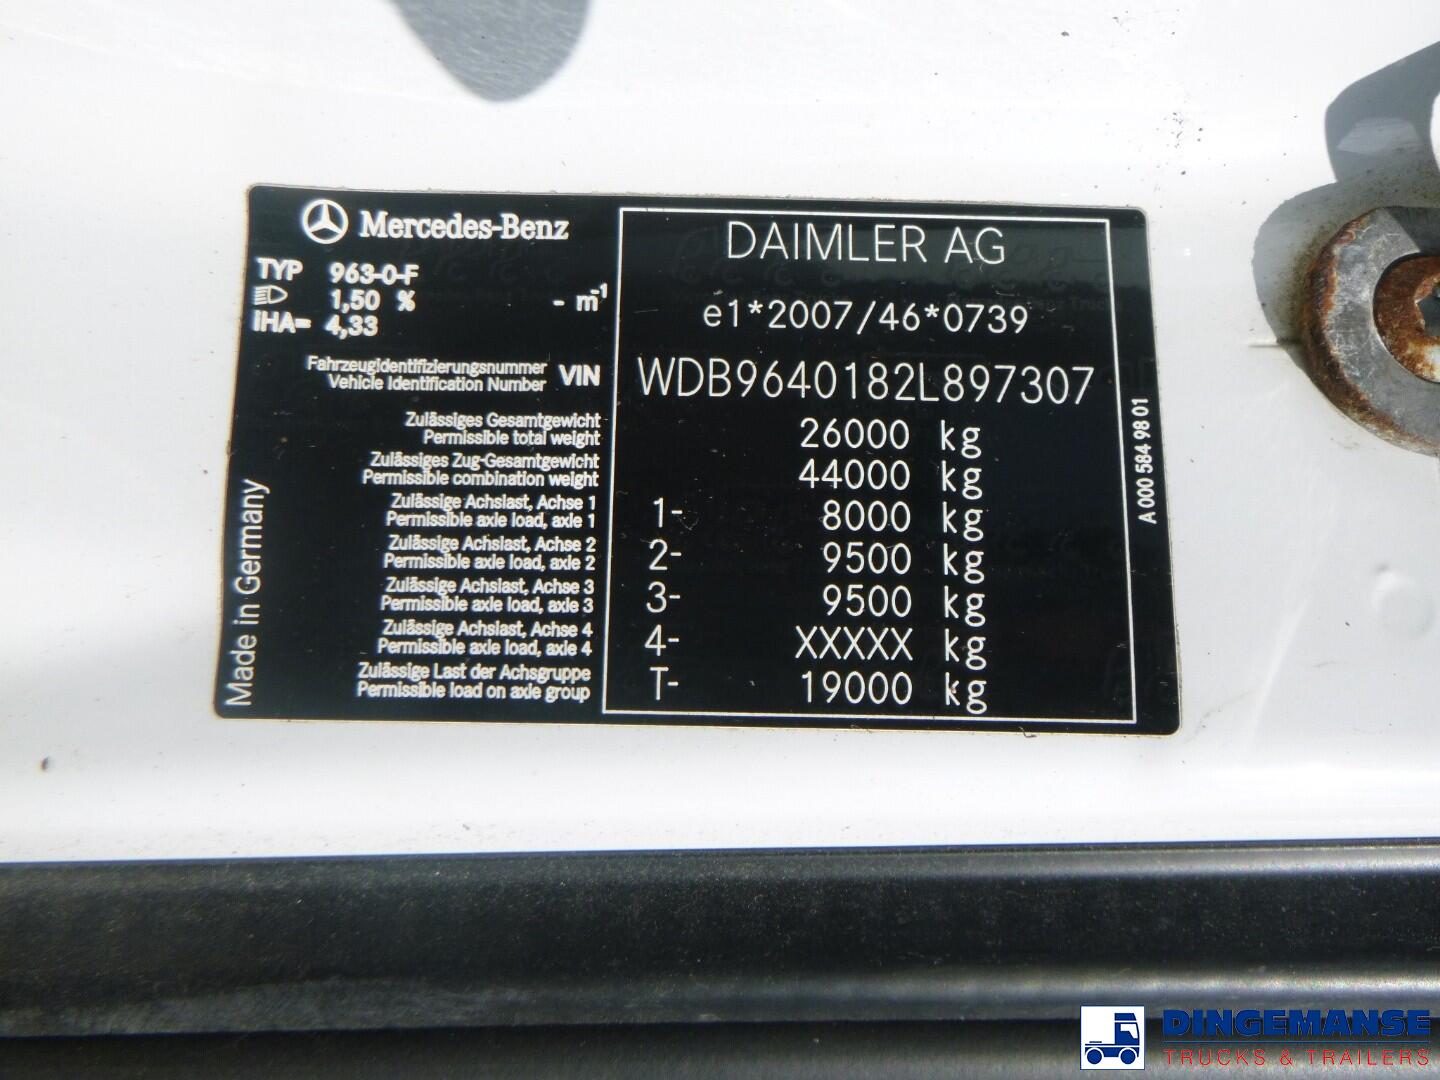 Mercedes-Benz
TYP 963-0-F
1,50 % - m-1
iHA= 4,33
DAIMLER AG
e1*2007/46*0739
Fahrzeugidentifizierungsnummer
Vehicle Identification Number
VIN WDB9640182L897307
Zulässiges Gesamtgewicht
Permissible total weight
26000 kg
Zulässiges Zug-Gesamtgewicht
Permissible combination weight
44000 kg
Zulässige Achslast, Achse 1
Permissible axle load, axle 1
1- 8000 kg
Zulässige Achslast, Achse 2
Permissible axle load, axle 2
2- 9500 kg
Zulässige Achslast, Achse 3
Permissible axle load, axle 3
3- 9500 kg
Zulässige Achslast, Achse 4
Permissible axle load, axle 4
4- XXXXX kg
Zulässige Last der Achsgruppe
Permissible load on axle group
T- 19000 kg
Made in Germany
A 000 584 98 01
DINGEMANSE
TRUCKS & TRAILERS